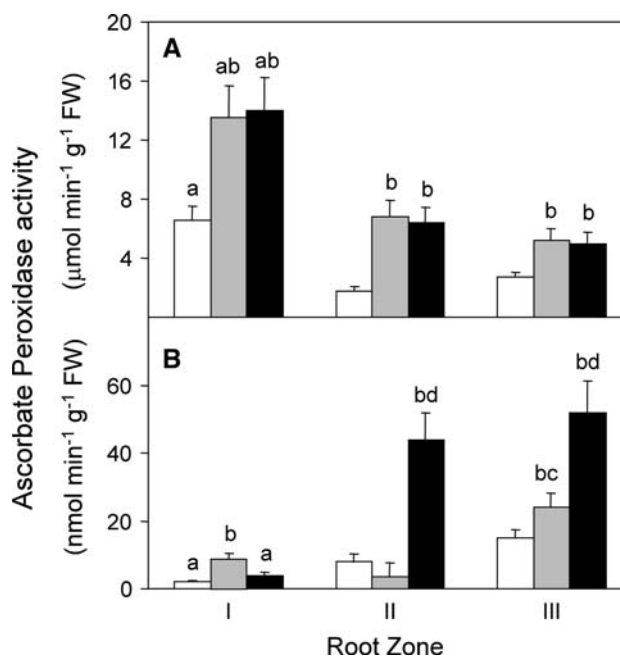 Ascorbate Peroxidase activity
(μmol min⁻¹ g⁻¹ FW)
(nmol min⁻¹ g⁻¹ FW)
A
20
16
12
8
4
a ab ab
b b
b b
B
60
40
20
0
a b a
bd
bc bd
I II III
Root Zone